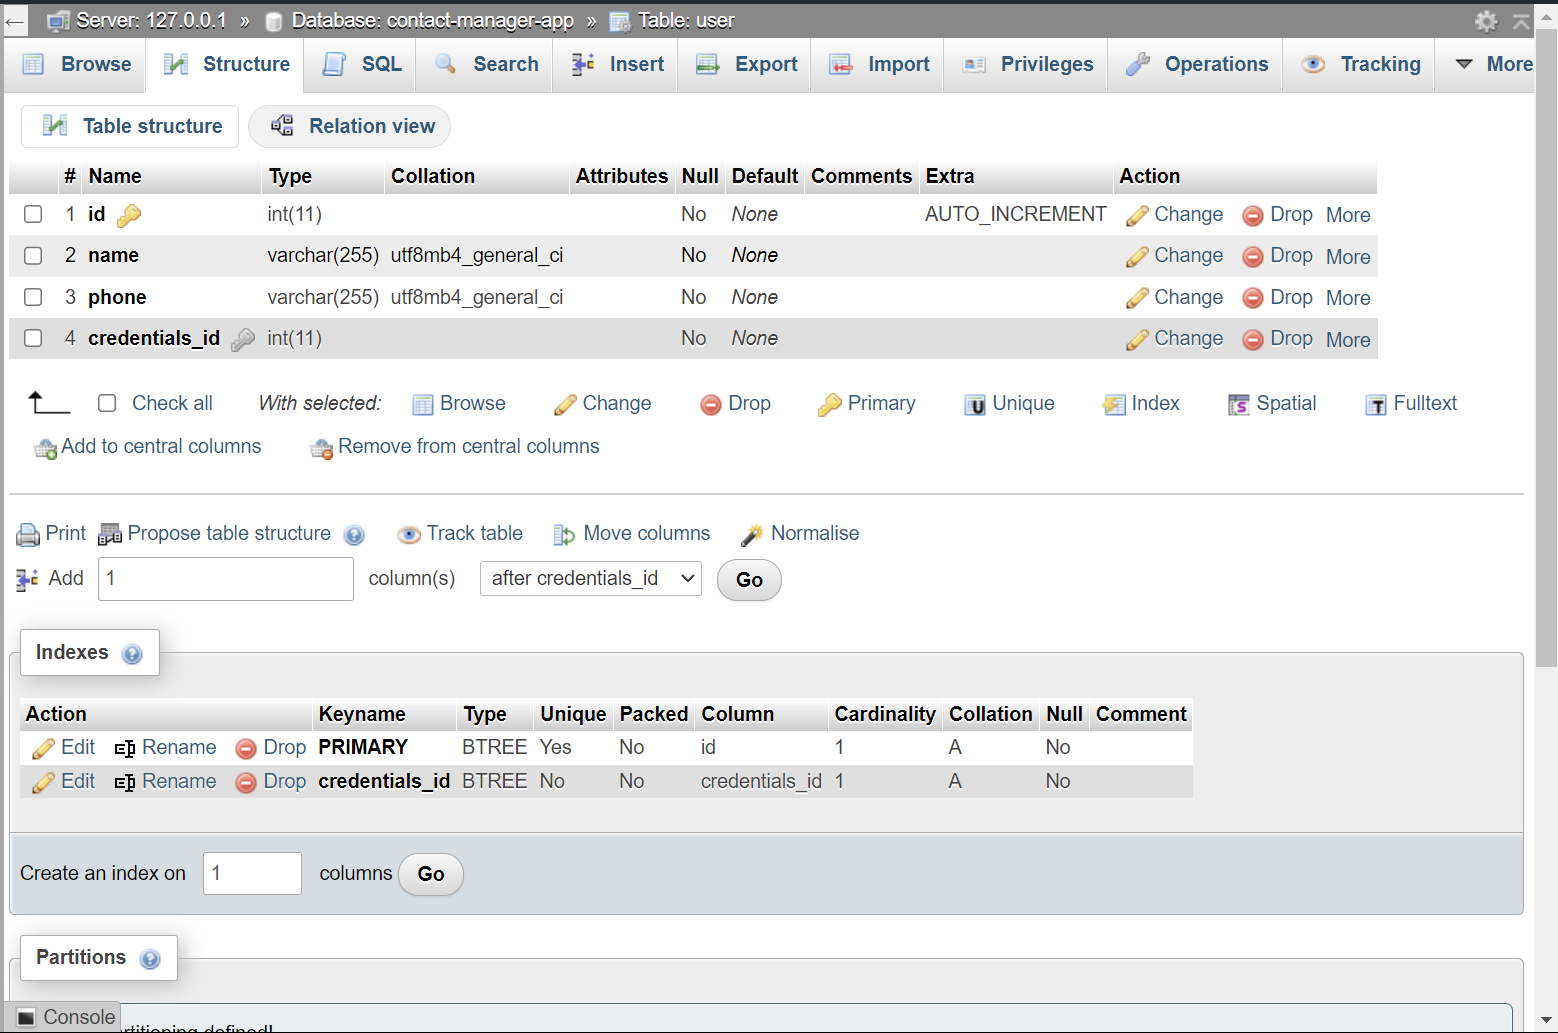 Server: 127.0.0.1 » Database: contact-manager-app » Table: user
Browse Structure SQL Search Insert Export Import Privileges Operations Tracking More
Table structure Relation view
# Name Type Collation Attributes Null Default Comments Extra Action
1 id int(11) No None AUTO_INCREMENT Change Drop More
2 name varchar(255) utf8mb4_general_ci No None Change Drop More
3 phone varchar(255) utf8mb4_general_ci No None Change Drop More
4 credentials_id int(11) No None Change Drop More
Check all With selected: Browse Change Drop Primary Unique Index Spatial Fulltext
Add to central columns Remove from central columns
Print Propose table structure Track table Move columns Normalise
Add 1 column(s) after credentials_id Go
Indexes
Action Keyname Type Unique Packed Column Cardinality Collation Null Comment
Edit Rename Drop PRIMARY BTREE Yes No id 1 A No
Edit Rename Drop credentials_id BTREE No No credentials_id 1 A No
Create an index on 1 columns Go
Partitions
Console